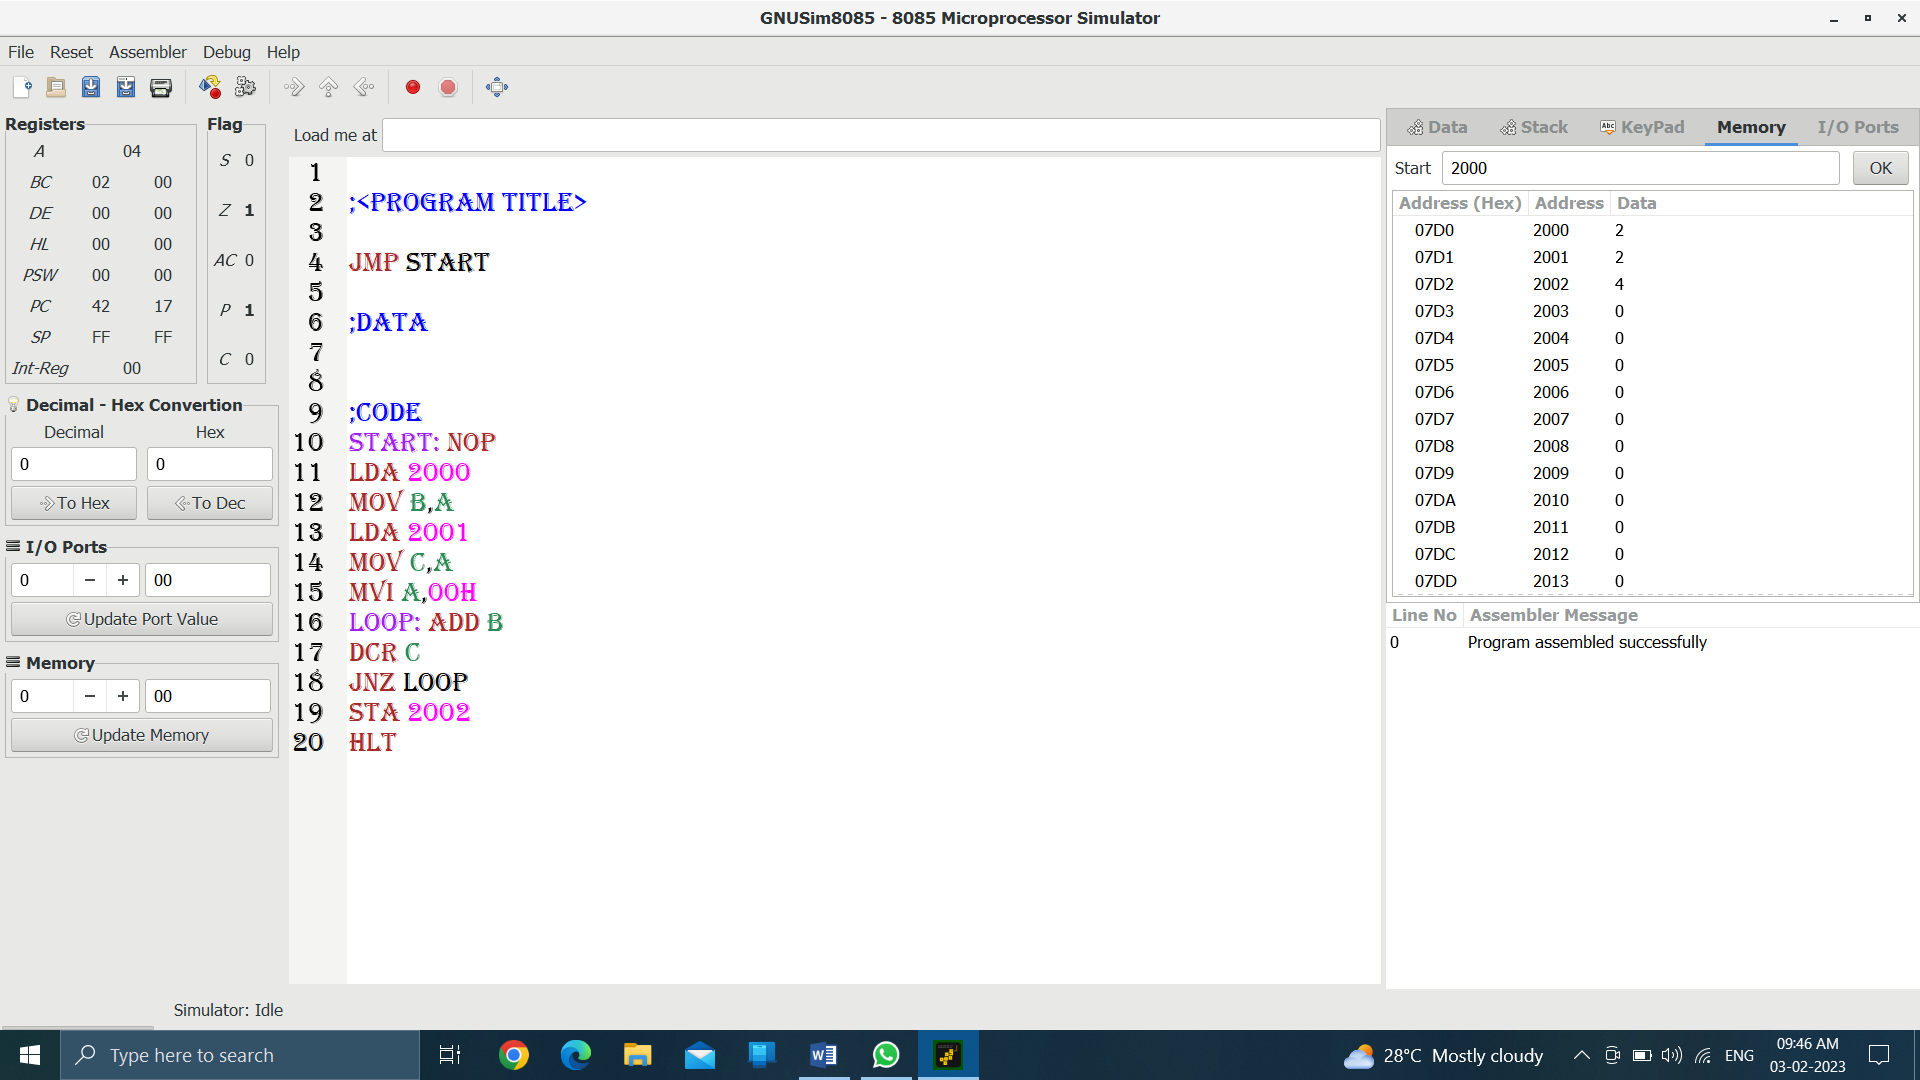 GNUSim8085 - 8085 Microprocessor Simulator
File Reset Assembler Debug Help
Registers
A 04
BC 02 00
DE 00 00
HL 00 00
PSW 00 00
PC 42 17
SP FF FF
Int-Reg 00
Flag
S 0
Z 1
AC 0
P 1
C 0
Decimal - Hex Convertion
Decimal Hex
0 0
To Hex To Dec
I/O Ports
0 − + 00
Update Port Value
Memory
0 − + 00
Update Memory
Load me at
1
2 ;<PROGRAM TITLE>
3
4 JMP START
5
6 ;DATA
7
8
9 ;CODE
10 START: NOP
11 LDA 2000
12 MOV B,A
13 LDA 2001
14 MOV C,A
15 MVI A,00H
16 LOOP: ADD B
17 DCR C
18 JNZ LOOP
19 STA 2002
20 HLT
Data Stack Abc KeyPad Memory I/O Ports
Start 2000 OK
Address (Hex) Address Data
07D0 2000 2
07D1 2001 2
07D2 2002 4
07D3 2003 0
07D4 2004 0
07D5 2005 0
07D6 2006 0
07D7 2007 0
07D8 2008 0
07D9 2009 0
07DA 2010 0
07DB 2011 0
07DC 2012 0
07DD 2013 0
Line No Assembler Message
0 Program assembled successfully
Simulator: Idle
Type here to search
28°C Mostly cloudy
ENG
09:46 AM
03-02-2023